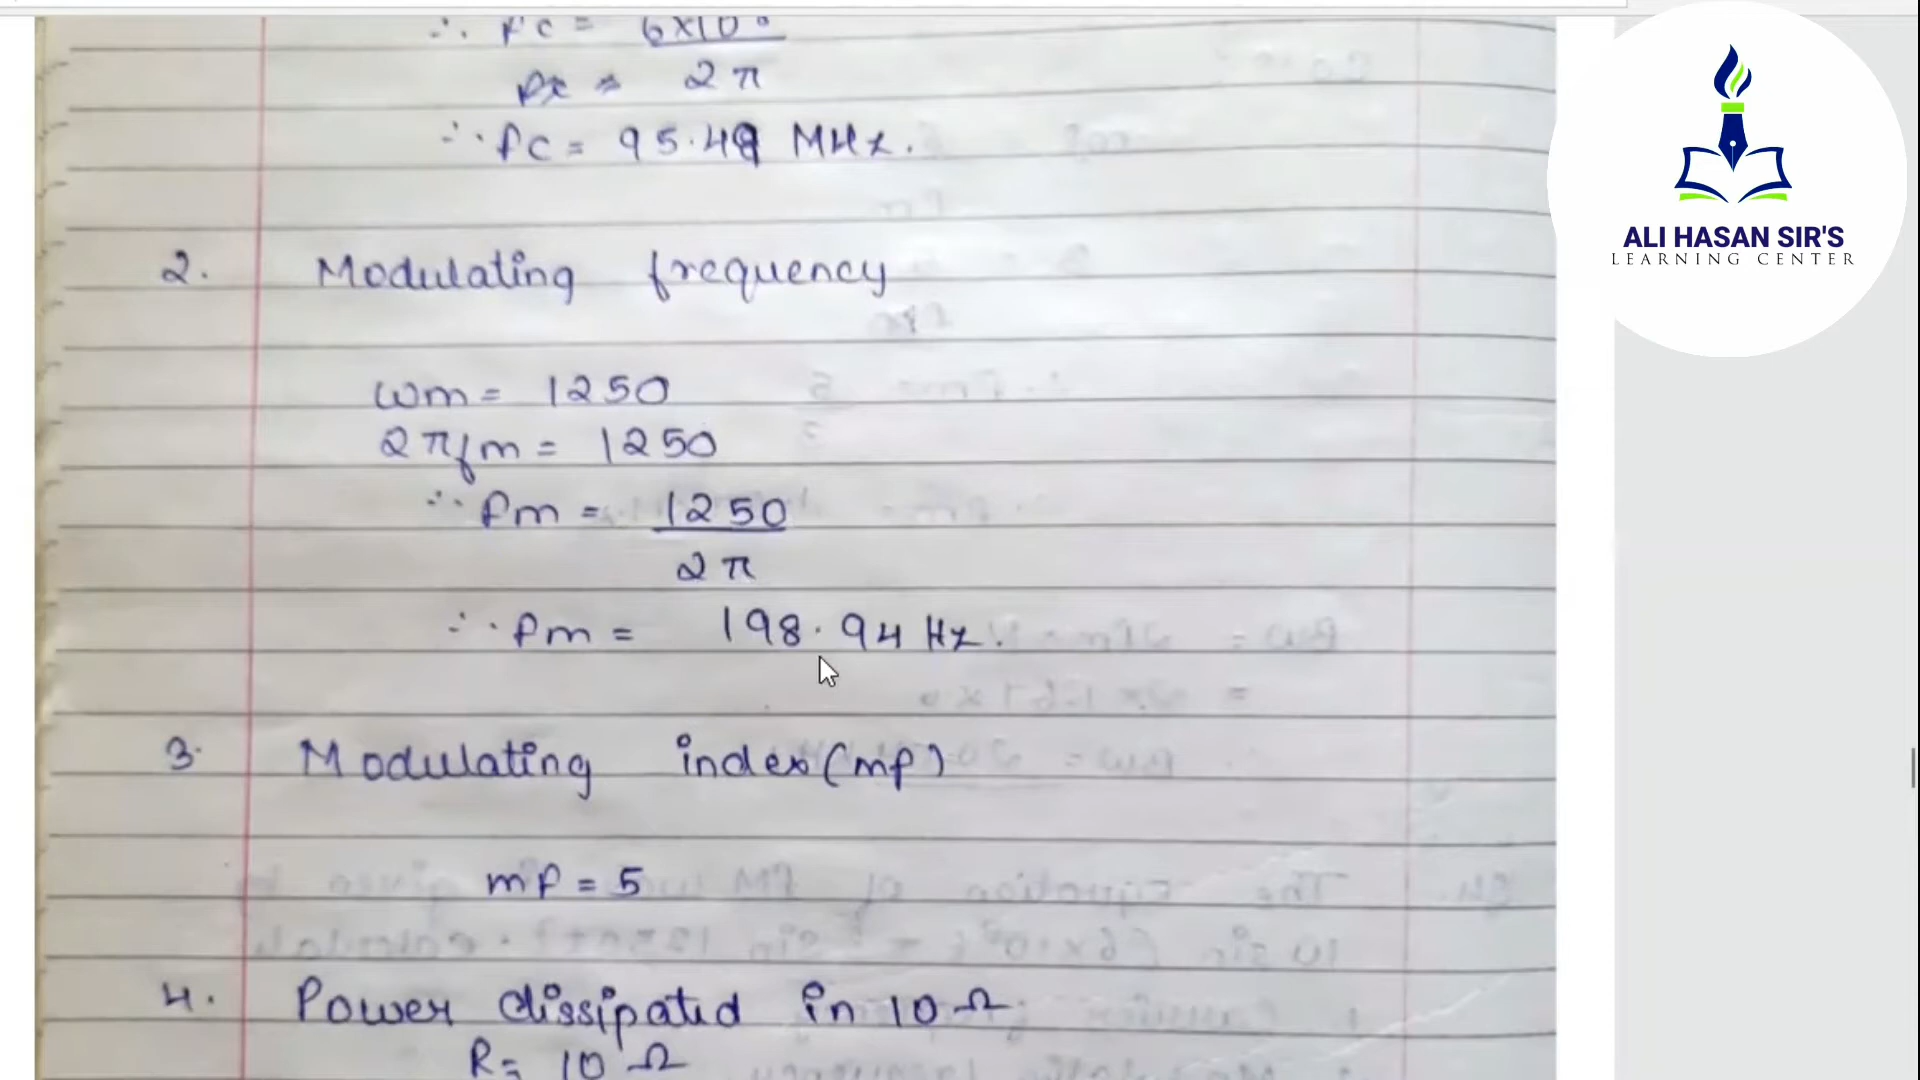 ∴ fc = 6×10⁸
fc = 2π
∴ fc = 95.49 MHz.
2. Modulating frequency
ωm = 1250
2πfm = 1250
∴ fm = 1250
2π
∴ fm = 198.94 Hz.
3. Modulating index (mf)
mf = 5
4. Power dissipated in 10 Ω
R = 10 Ω
ALI HASAN SIR'S
LEARNING CENTER